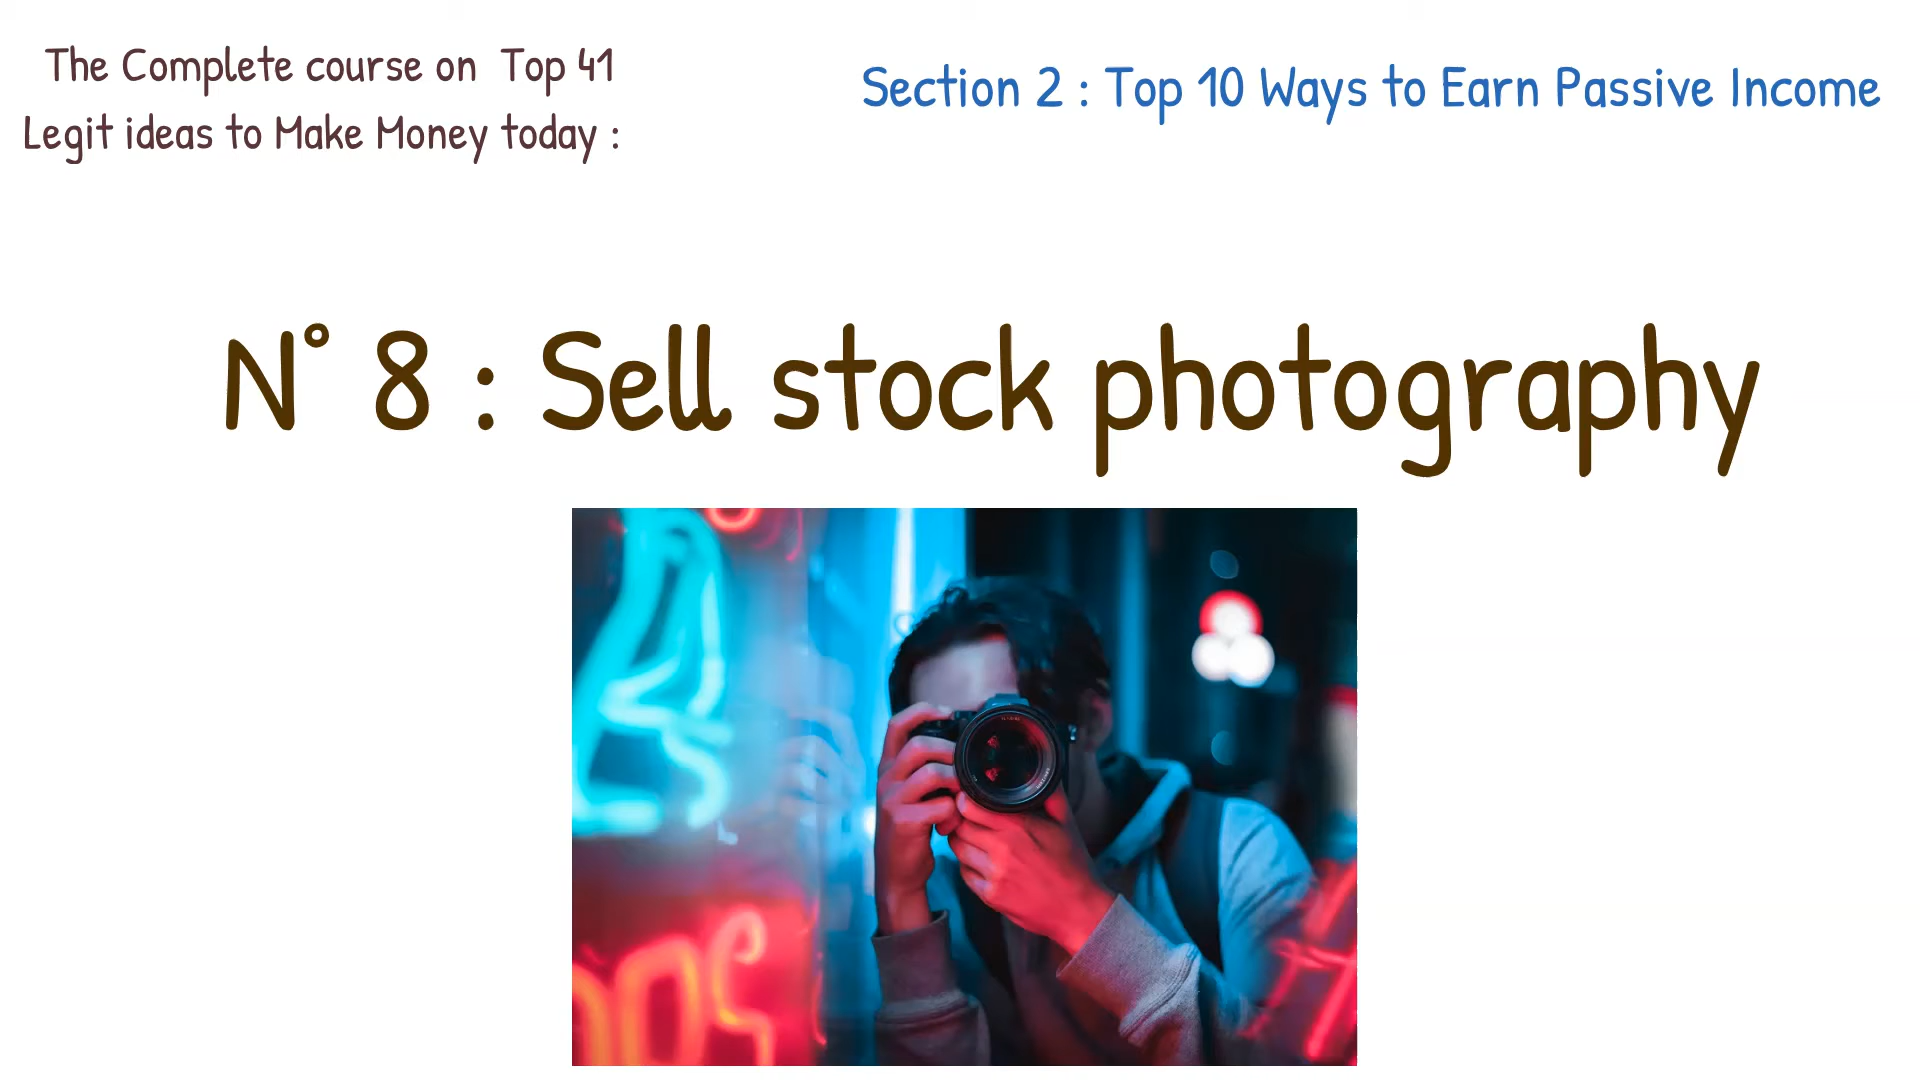 The Complete course on Top 41
Legit ideas to Make Money today :
Section 2 : Top 10 Ways to Earn Passive Income
N° 8 : Sell stock photography